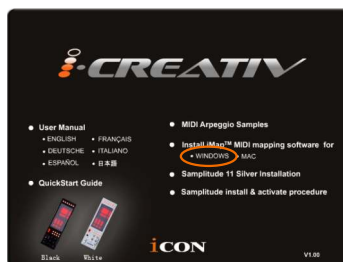 i·CREATIV
User Manual
• ENGLISH • FRANÇAIS
• DEUTSCHE • ITALIANO
• ESPAÑOL • 日本語
QuickStart Guide
MIDI Arpeggio Samples
Install iMap™ MIDI mapping software for
• WINDOWS • MAC
Samplitude 11 Silver Installation
Samplitude install & activate procedure
Black White
iCON
V1.00